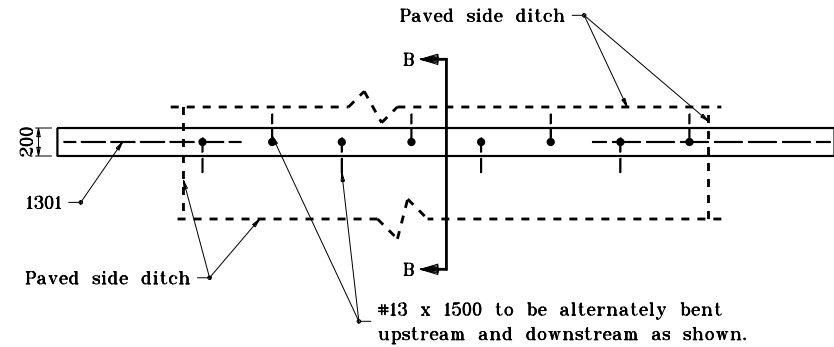 Paved side ditch
B
200
1301
B
Paved side ditch
#13 x 1500 to be alternately bent
upstream and downstream as shown.